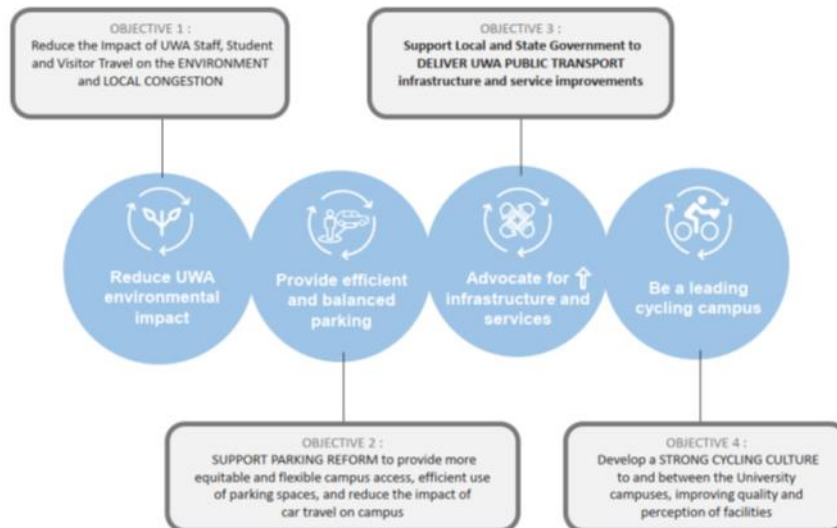 OBJECTIVE 1 :
Reduce the Impact of UWA Staff, Student
and Visitor Travel on the ENVIRONMENT
and LOCAL CONGESTION
OBJECTIVE 3 :
Support Local and State Government to
DELIVER UWA PUBLIC TRANSPORT
infrastructure and service improvements
Reduce UWA
environmental
impact
Provide efficient
and balanced
parking
Advocate for
infrastructure and
services
Be a leading
cycling campus
OBJECTIVE 2 :
SUPPORT PARKING REFORM to provide more
equitable and flexible campus access, efficient use
of parking spaces, and reduce the impact of
car travel on campus
OBJECTIVE 4 :
Develop a STRONG CYCLING CULTURE
to and between the University
campuses, improving quality and
perception of facilities